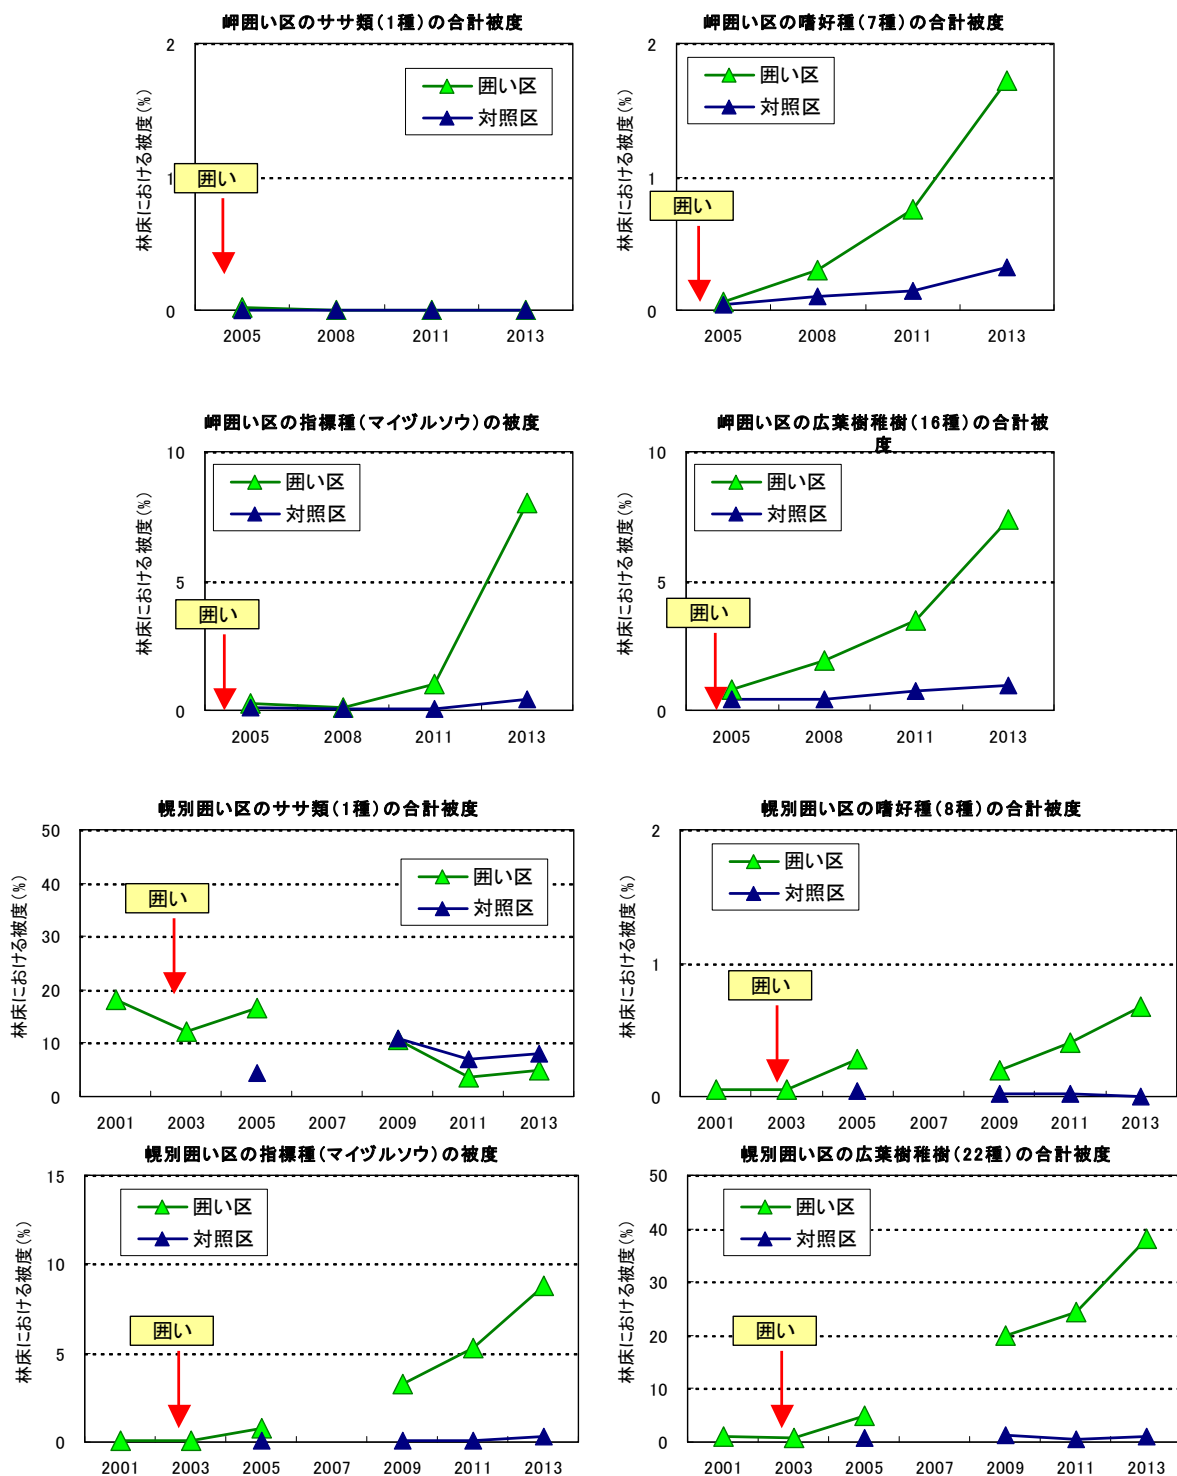 岬囲い区のササ類(1種)の合計被度
2
1
0
林床における被度(%)
囲い区
対照区
囲い
2005 2008 2011 2013
岬囲い区の嗜好種(7種)の合計被度
2
1
0
林床における被度(%)
囲い区
対照区
囲い
2005 2008 2011 2013
岬囲い区の指標種(マイヅルソウ)の被度
10
5
0
林床における被度(%)
囲い区
対照区
囲い
2005 2008 2011 2013
岬囲い区の広葉樹稚樹(16種)の合計被
度
10
5
0
林床における被度(%)
囲い区
対照区
囲い
2005 2008 2011 2013
幌別囲い区のササ類(1種)の合計被度
50
40
30
20
10
0
林床における被度(%)
囲い区
対照区
囲い
2001 2003 2005 2007 2009 2011 2013
幌別囲い区の嗜好種(8種)の合計被度
2
1
0
林床における被度(%)
囲い区
対照区
囲い
2001 2003 2005 2007 2009 2011 2013
幌別囲い区の指標種(マイヅルソウ)の被度
15
10
5
0
林床における被度(%)
囲い区
対照区
囲い
2001 2003 2005 2007 2009 2011 2013
幌別囲い区の広葉樹稚樹(22種)の合計被度
50
40
30
20
10
0
林床における被度(%)
囲い区
対照区
囲い
2001 2003 2005 2007 2009 2011 2013